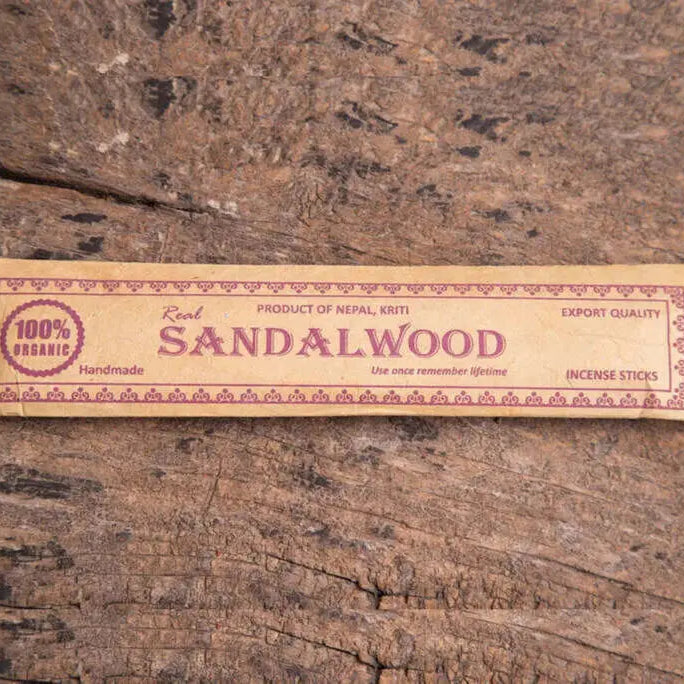 100%
ORGANIC
Handmade
Real
PRODUCT OF NEPAL, KRITI
SANDALWOOD
Use once remember lifetime
EXPORT QUALITY
INCENSE STICKS